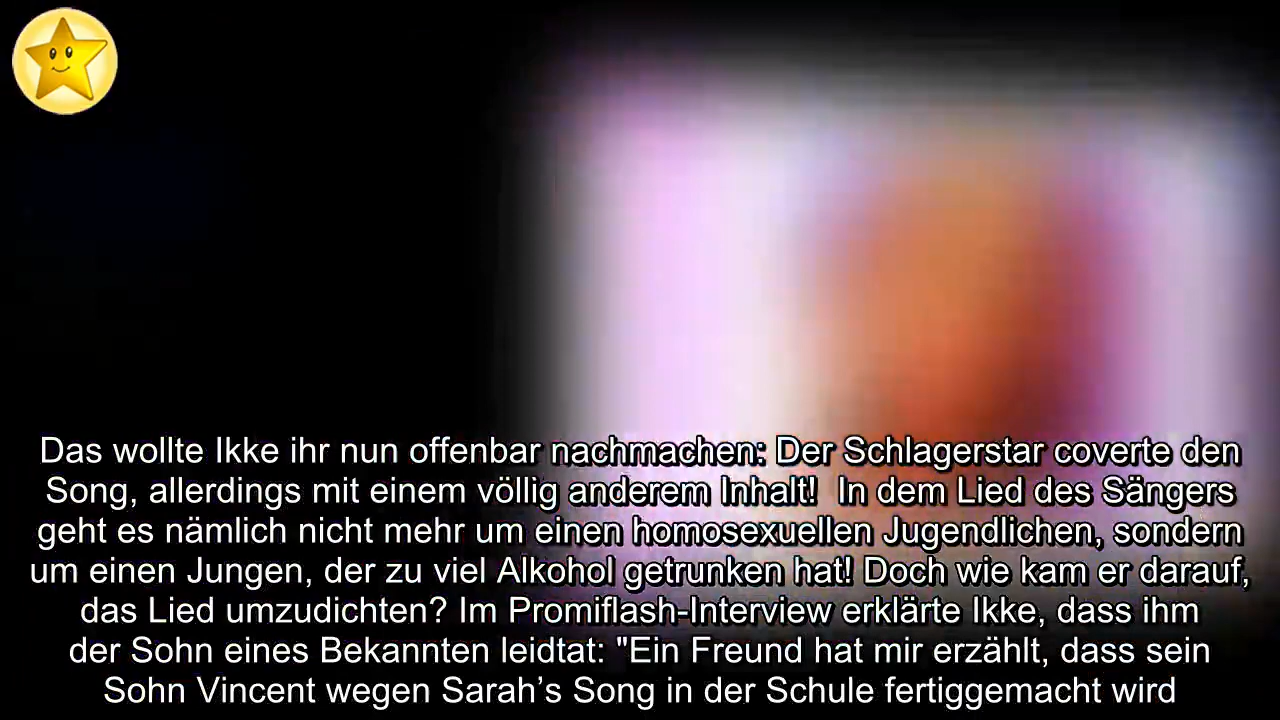 Das wollte Ikke ihr nun offenbar nachmachen: Der Schlagerstar coverte den
Song, allerdings mit einem völlig anderem Inhalt!  In dem Lied des Sängers
geht es nämlich nicht mehr um einen homosexuellen Jugendlichen, sondern
um einen Jungen, der zu viel Alkohol getrunken hat! Doch wie kam er darauf,
das Lied umzudichten? Im Promiflash-Interview erklärte Ikke, dass ihm
der Sohn eines Bekannten leidtat: "Ein Freund hat mir erzählt, dass sein
Sohn Vincent wegen Sarah’s Song in der Schule fertiggemacht wird